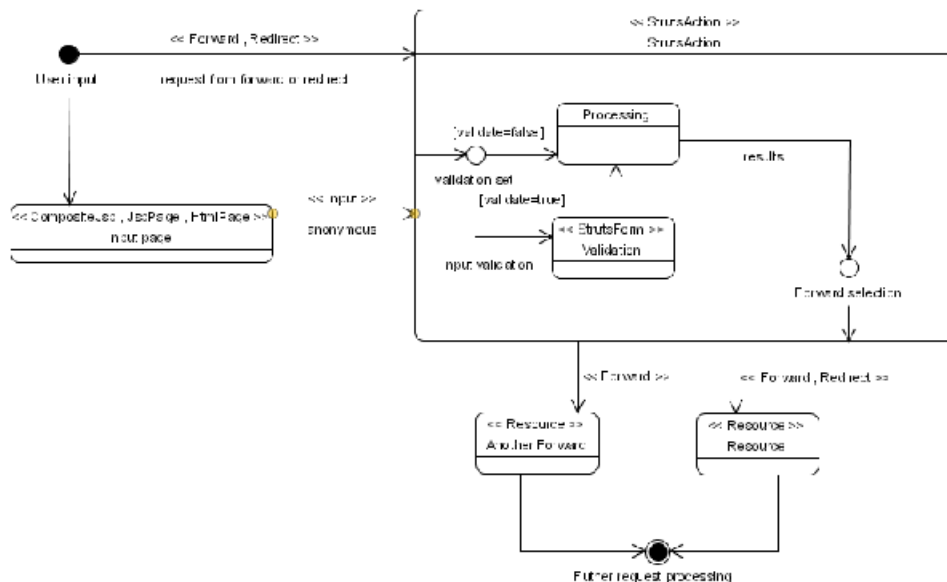 << StrutsAction >>
StrutsAction
<< Forward , Redirect >>
User input
request from forward or redirect
Processing
[validate=false]
results
validation set
[validate=true]
<< Input >>
<< CompositeJsp , JspPage , HtmlPage >>
input page
anonymous
<< StrutsForm >>
Validation
input validation
Forward selection
<< Forward >>
<< Forward , Redirect >>
<< Resource >>
Another Forward
<< Resource >>
Resource
Futher request processing